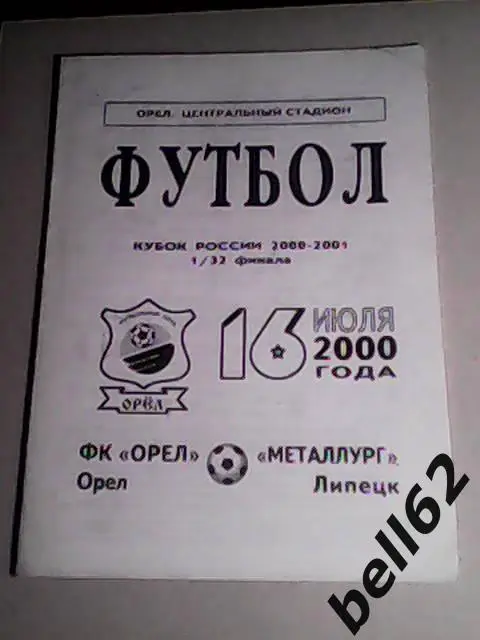 ОРЕЛ. ЦЕНТРАЛЬНЫЙ СТАДИОН
ФУТБОЛ
КУБОК РОССИИ 2000-2001
1/32 финала
ОРЁЛ
16 ИЮЛЯ
2000
ГОДА
ФК «ОРЕЛ» «МЕТАЛЛУРГ»
Орел Липецк
bell62